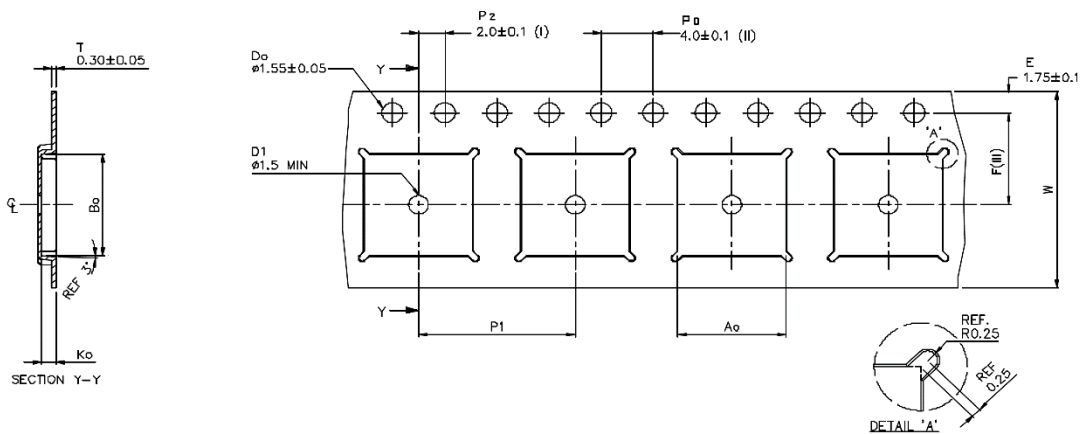 T
0.30±0.05
Bo
REF 3°
Ko
SECTION Y-Y
P2
2.0±0.1 (I)
Po
4.0±0.1 (II)
Do
ø1.55±0.05
Y
E
1.75±0.1
'A'
D1
ø1.5 MIN
F(III)
W
Y
P1
Ao
REF.
R0.25
REF
0.25
DETAIL 'A'